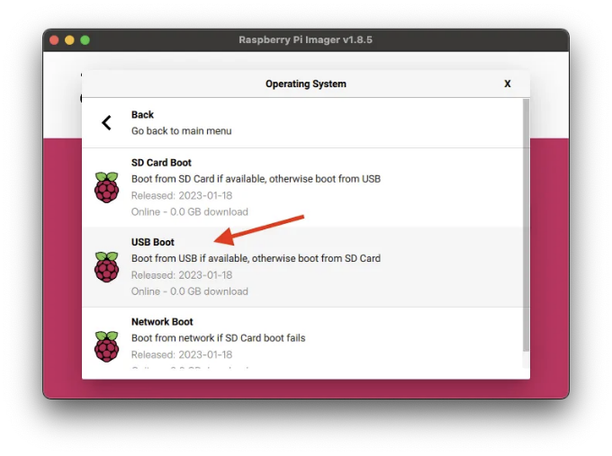 Raspberry Pi Imager v1.8.5
Operating System
X
Back
Go back to main menu
SD Card Boot
Boot from SD Card if available, otherwise boot from USB
Released: 2023-01-18
Online - 0.0 GB download
USB Boot
Boot from USB if available, otherwise boot from SD Card
Released: 2023-01-18
Online - 0.0 GB download
Network Boot
Boot from network if SD Card boot fails
Released: 2023-01-18